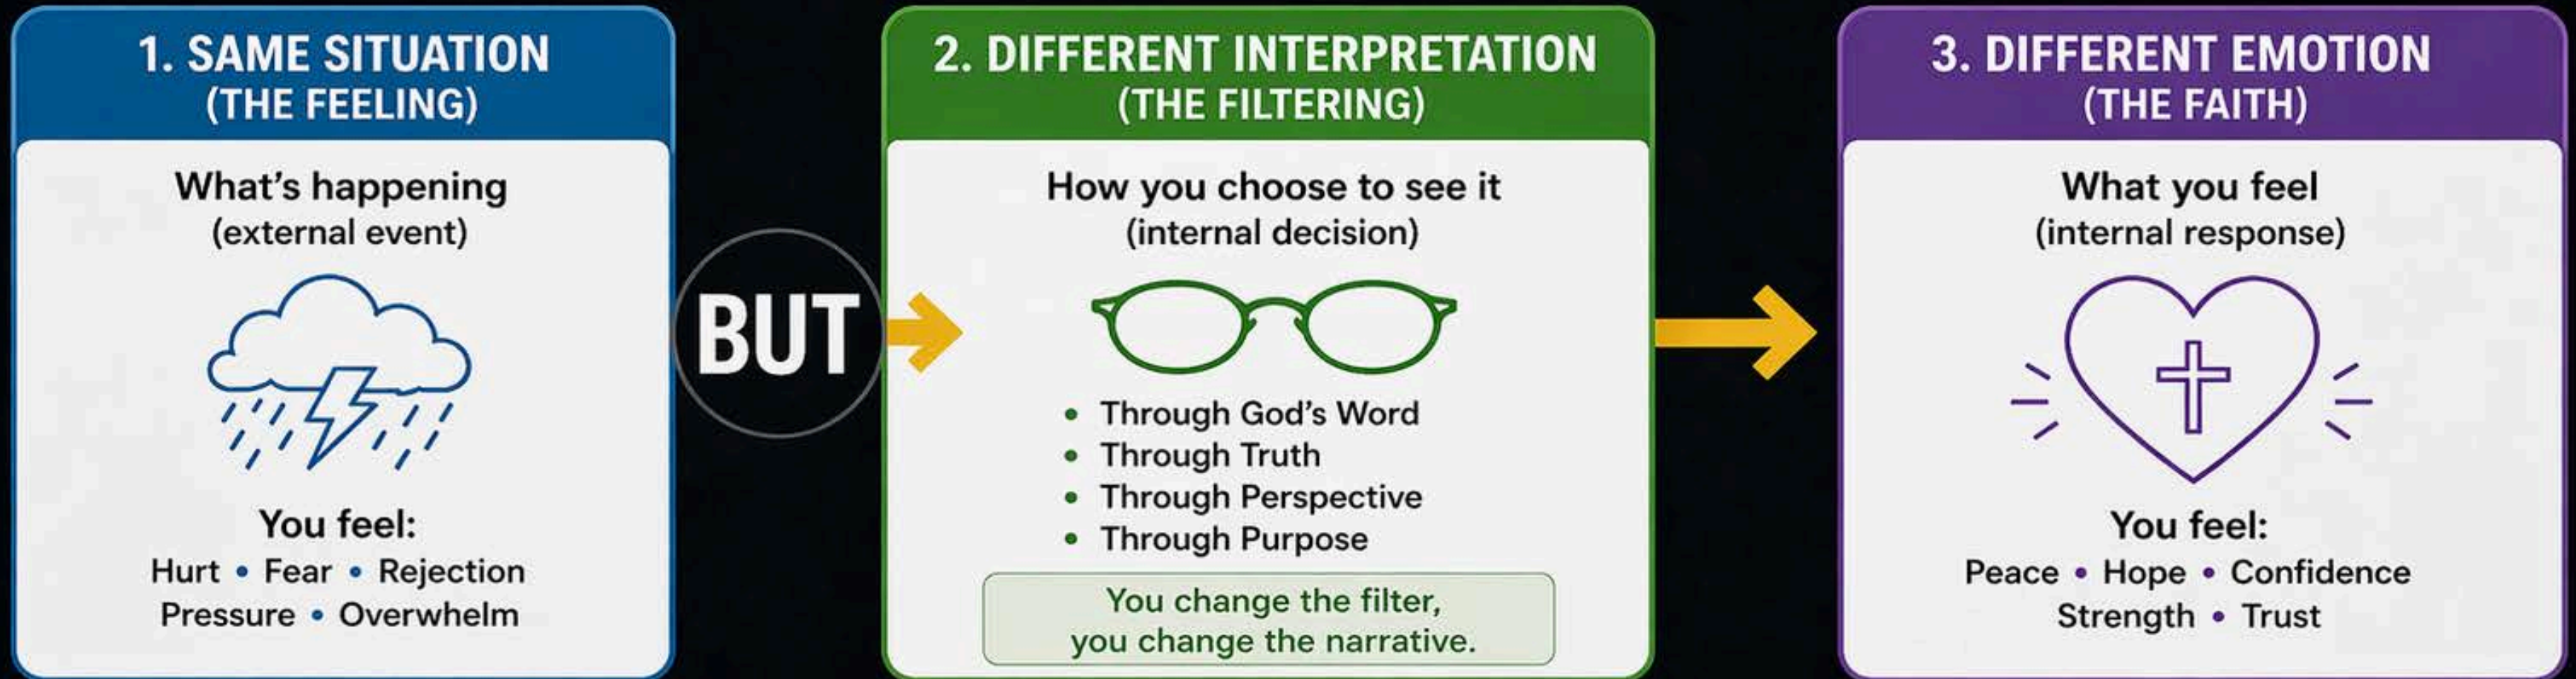 1. SAME SITUATION
(THE FEELING)
What's happening
(external event)
You feel:
Hurt • Fear • Rejection
Pressure • Overwhelm
BUT
2. DIFFERENT INTERPRETATION
(THE FILTERING)
How you choose to see it
(internal decision)
• Through God's Word
• Through Truth
• Through Perspective
• Through Purpose
You change the filter,
you change the narrative.
3. DIFFERENT EMOTION
(THE FAITH)
What you feel
(internal response)
You feel:
Peace • Hope • Confidence
Strength • Trust